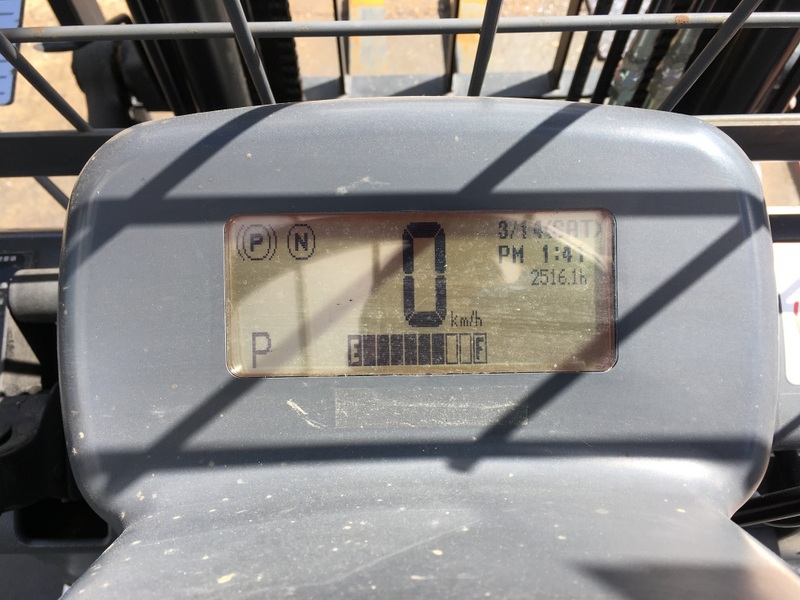 P N
0 km/h
3/14(SAT)
PM 1:41
2516.1h
P
E F